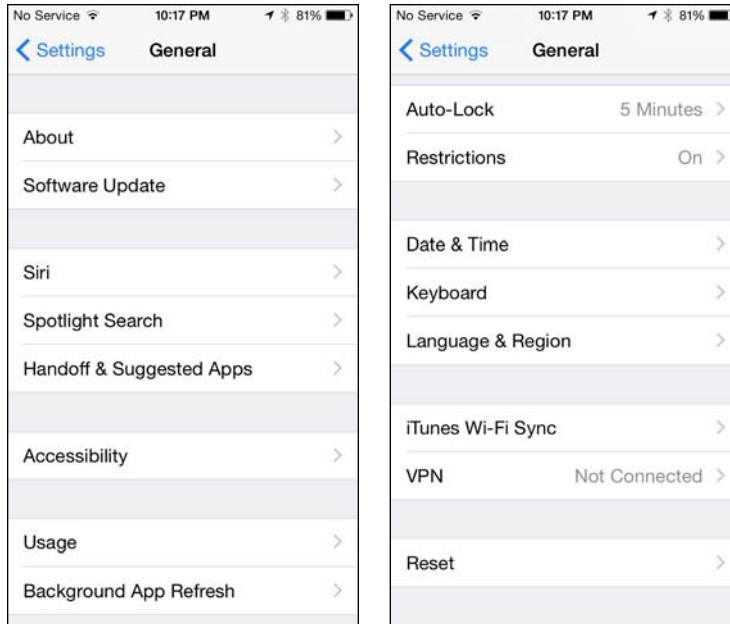 No Service 10:17 PM 81%
Settings General
About
Software Update
Siri
Spotlight Search
Handoff & Suggested Apps
Accessibility
Usage
Background App Refresh
No Service 10:17 PM 81%
Settings General
Auto-Lock 5 Minutes
Restrictions On
Date & Time
Keyboard
Language & Region
iTunes Wi-Fi Sync
VPN Not Connected
Reset